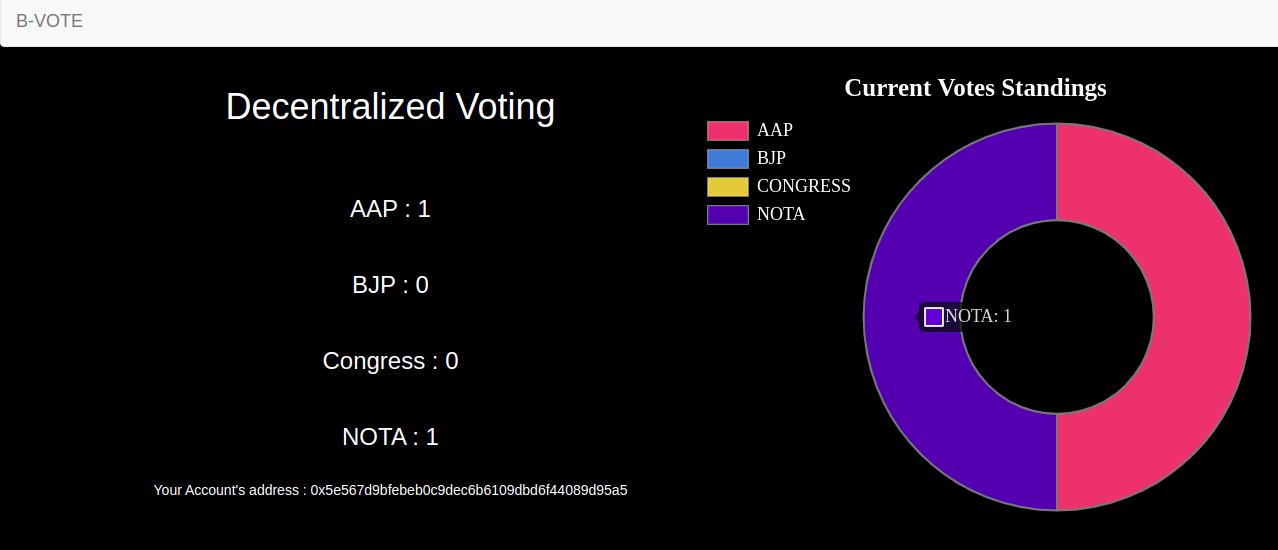 B-VOTE
Decentralized Voting
AAP : 1
BJP : 0
Congress : 0
NOTA : 1
Your Account's address : 0x5e567d9bfebeb0c9dec6b6109dbd6f44089d95a5
Current Votes Standings
AAP
BJP
CONGRESS
NOTA
NOTA: 1